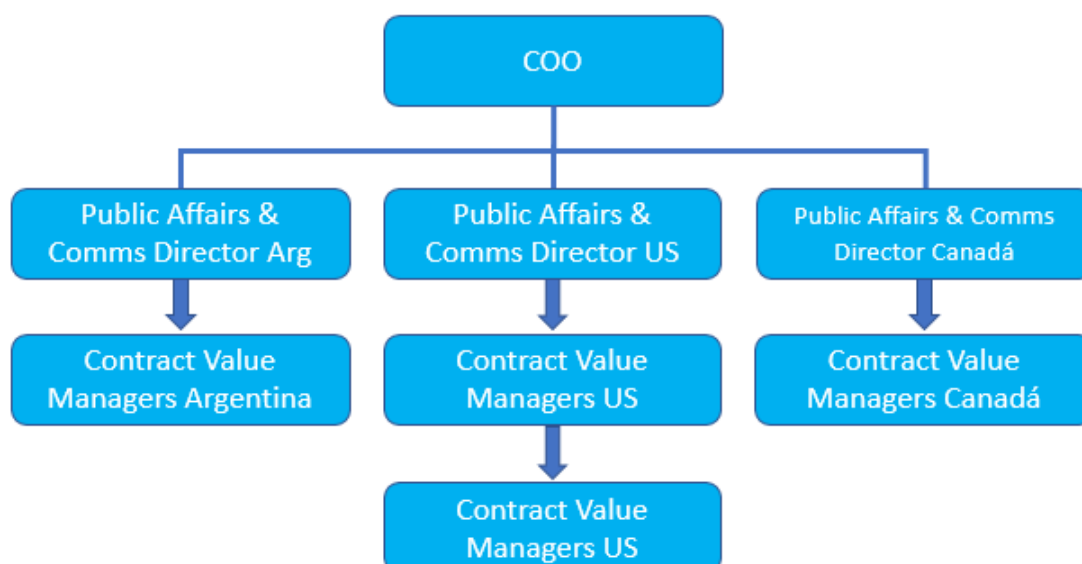 COO
Public Affairs &
Comms Director Arg
Public Affairs &
Comms Director US
Public Affairs & Comms
Director Canadá
Contract Value
Managers Argentina
Contract Value
Managers US
Contract Value
Managers Canadá
Contract Value
Managers US